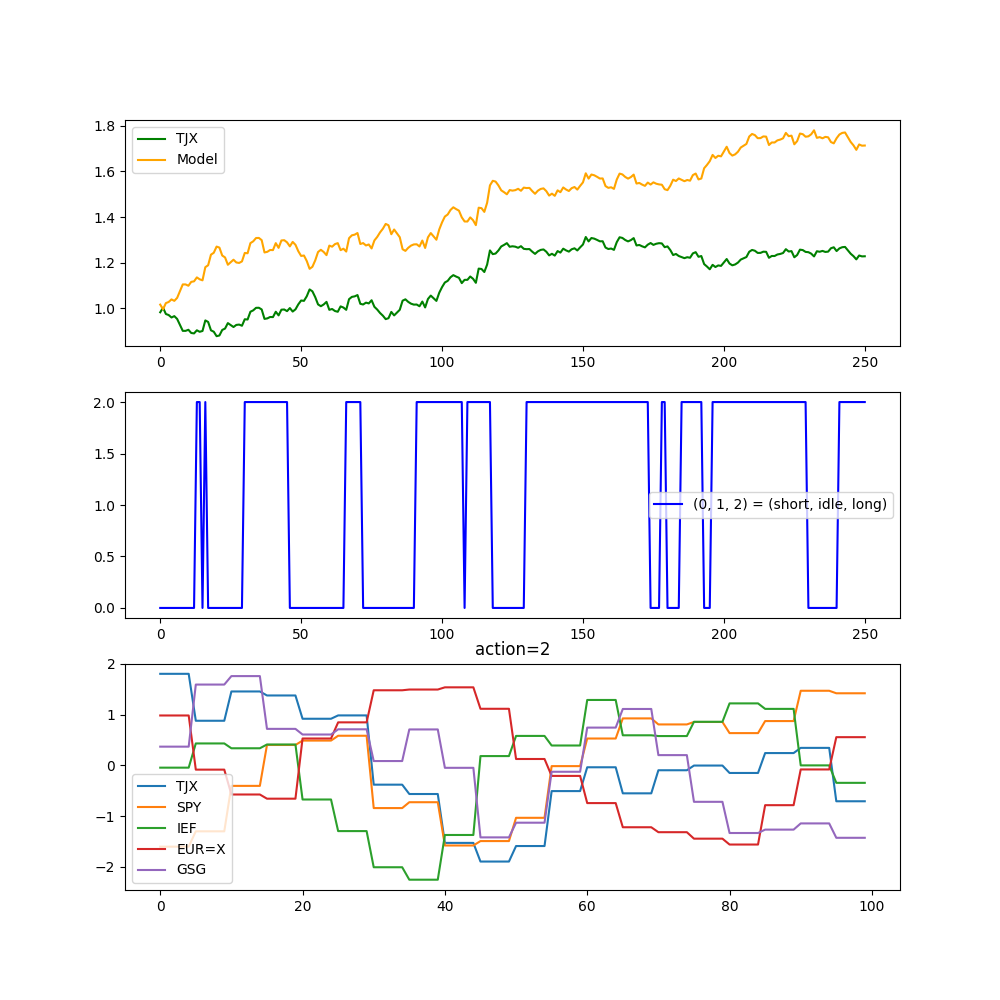 1.8
1.6
1.4
1.2
1.0
TJX
Model
0 50 100 150 200 250
2.0
1.5
1.0
0.5
0.0
(0, 1, 2) = (short, idle, long)
0 50 100 150 200 250
action=2
2
1
0
−1
−2
TJX
SPY
IEF
EUR=X
GSG
0 20 40 60 80 100